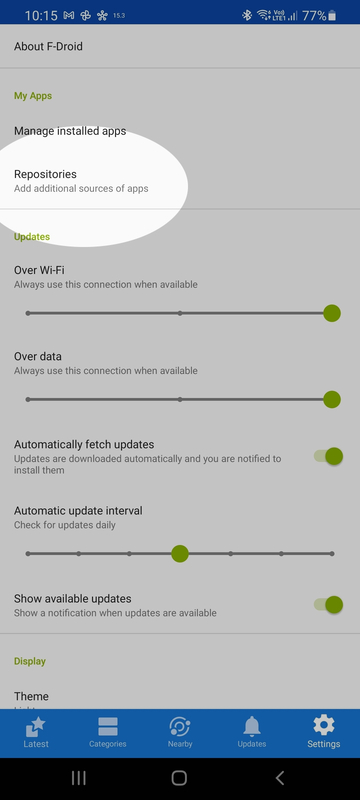 10:15 15.3 Vo) LTE1 77%
About F-Droid
My Apps
Manage installed apps
Repositories
Add additional sources of apps
Updates
Over Wi-Fi
Always use this connection when available
Over data
Always use this connection when available
Automatically fetch updates
Updates are downloaded automatically and you are notified to
install them
Automatic update interval
Check for updates daily
Show available updates
Show a notification when updates are available
Display
Theme
Light
Latest Categories Nearby Updates Settings